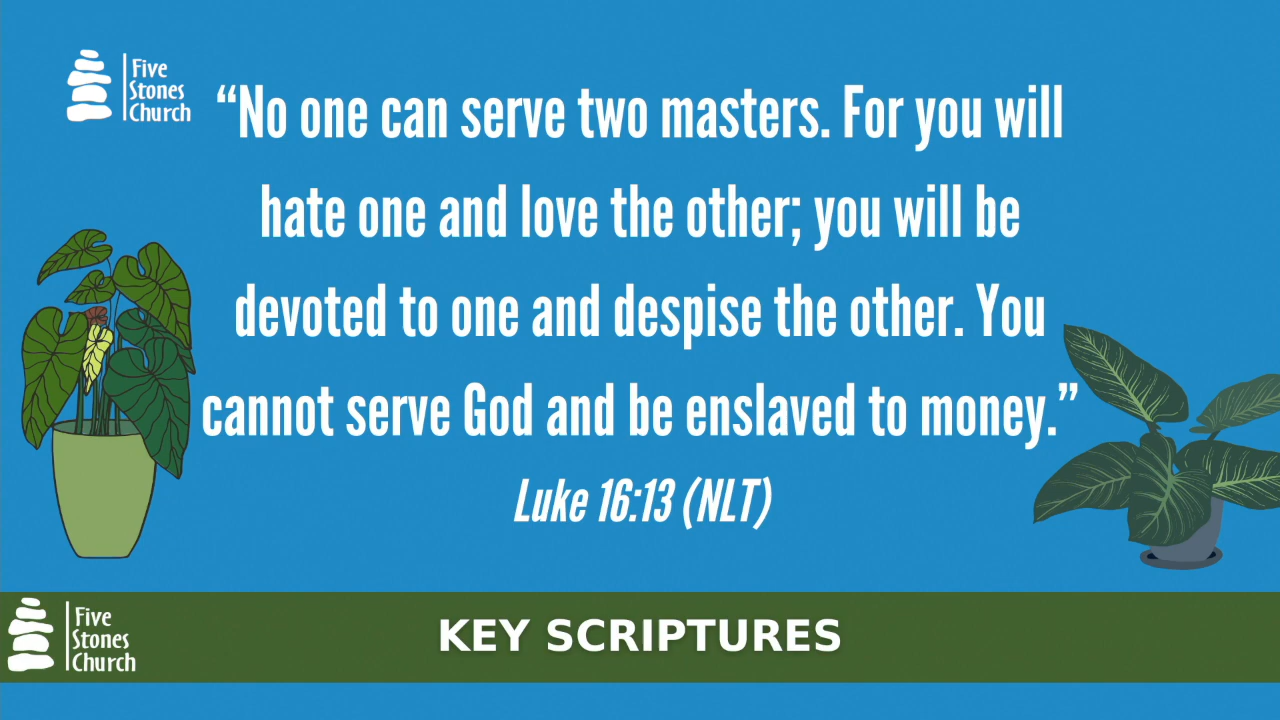 Five
Stones
Church
“No one can serve two masters. For you will
hate one and love the other; you will be
devoted to one and despise the other. You
cannot serve God and be enslaved to money.”
Luke 16:13 (NLT)
Five
Stones
Church
KEY SCRIPTURES